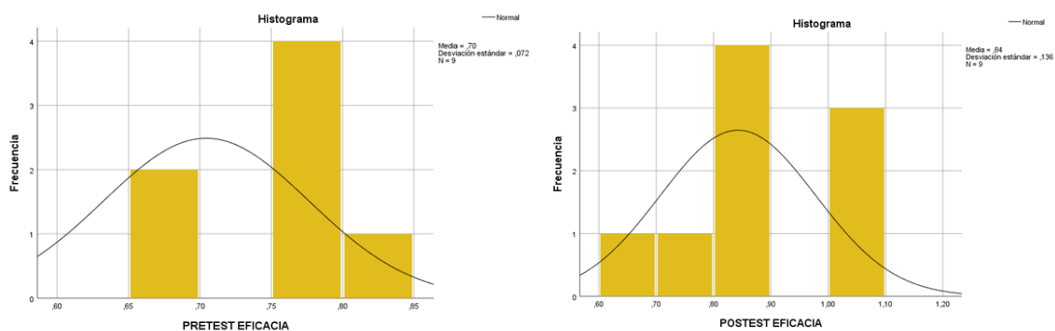 Histograma
Normal
Media = ,70
Desviación estándar = ,072
N = 9
Frecuencia
4
3
2
1
0
,60
,65
,70
,75
,80
,85
PRETEST EFICACIA
Histograma
Normal
Media = ,84
Desviación estándar = ,136
N = 9
Frecuencia
4
3
2
1
0
,60
,70
,80
,90
1,00
1,10
1,20
POSTEST EFICACIA